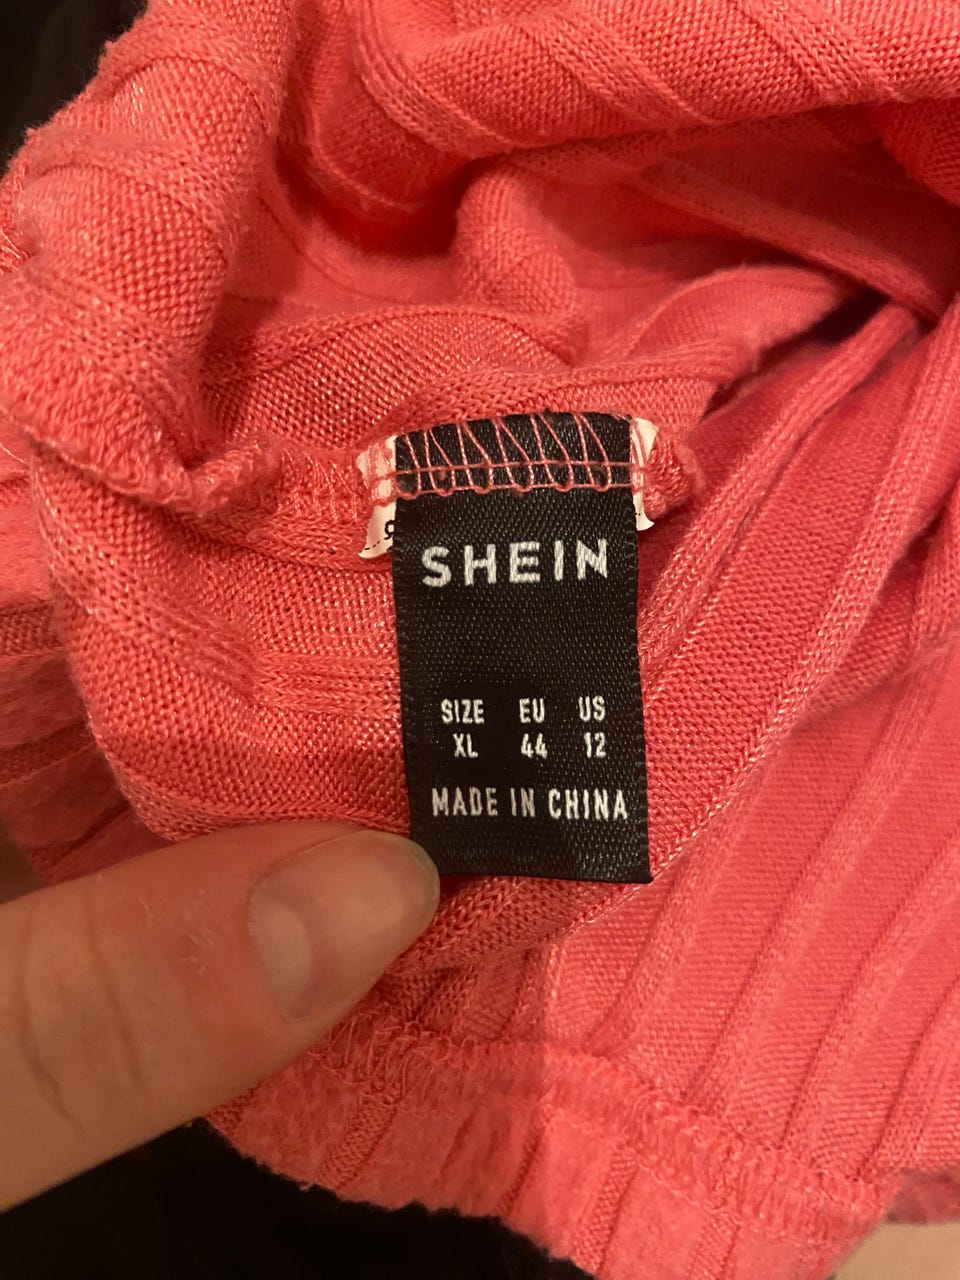 SHEIN
SIZE EU US
XL 44 12
MADE IN CHINA